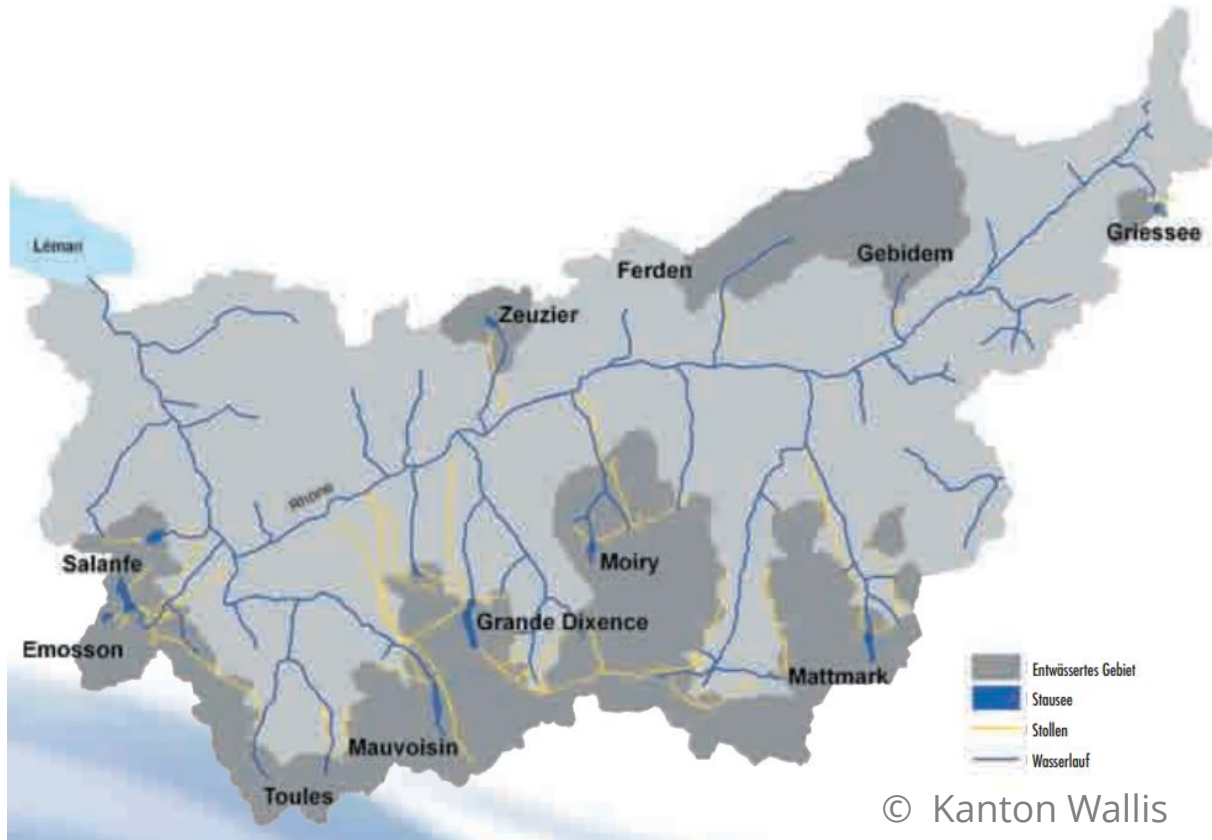 Léman
Griessee
Gebidem
Ferden
Zeuzier
Rhône
Salanfe
Moiry
Grande Dixence
Emosson
Mattmark
Mauvoisin
Toules
Entwässertes Gebiet
Stausee
Stollen
Wasserlauf
© Kanton Wallis